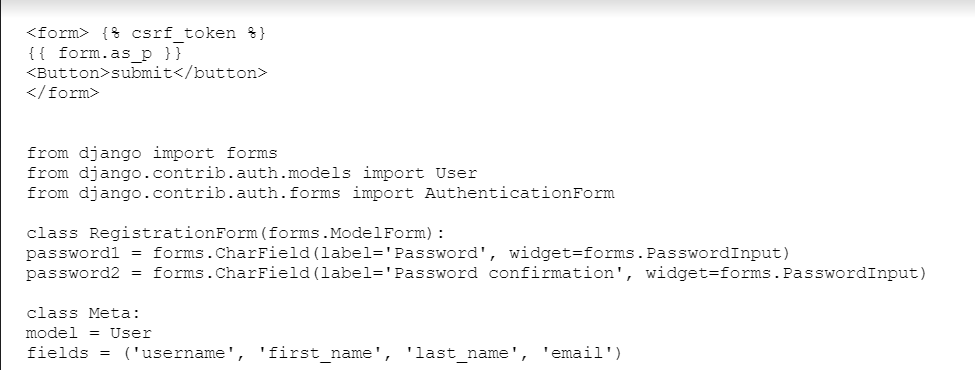 <form> {% csrf_token %}
{{ form.as_p }}
<Button>submit</button>
</form>
from django import forms
from django.contrib.auth.models import User
from django.contrib.auth.forms import AuthenticationForm
class RegistrationForm(forms.ModelForm):
password1 = forms.CharField(label='Password', widget=forms.PasswordInput)
password2 = forms.CharField(label='Password confirmation', widget=forms.PasswordInput)
class Meta:
model = User
fields = ('username', 'first_name', 'last_name', 'email')